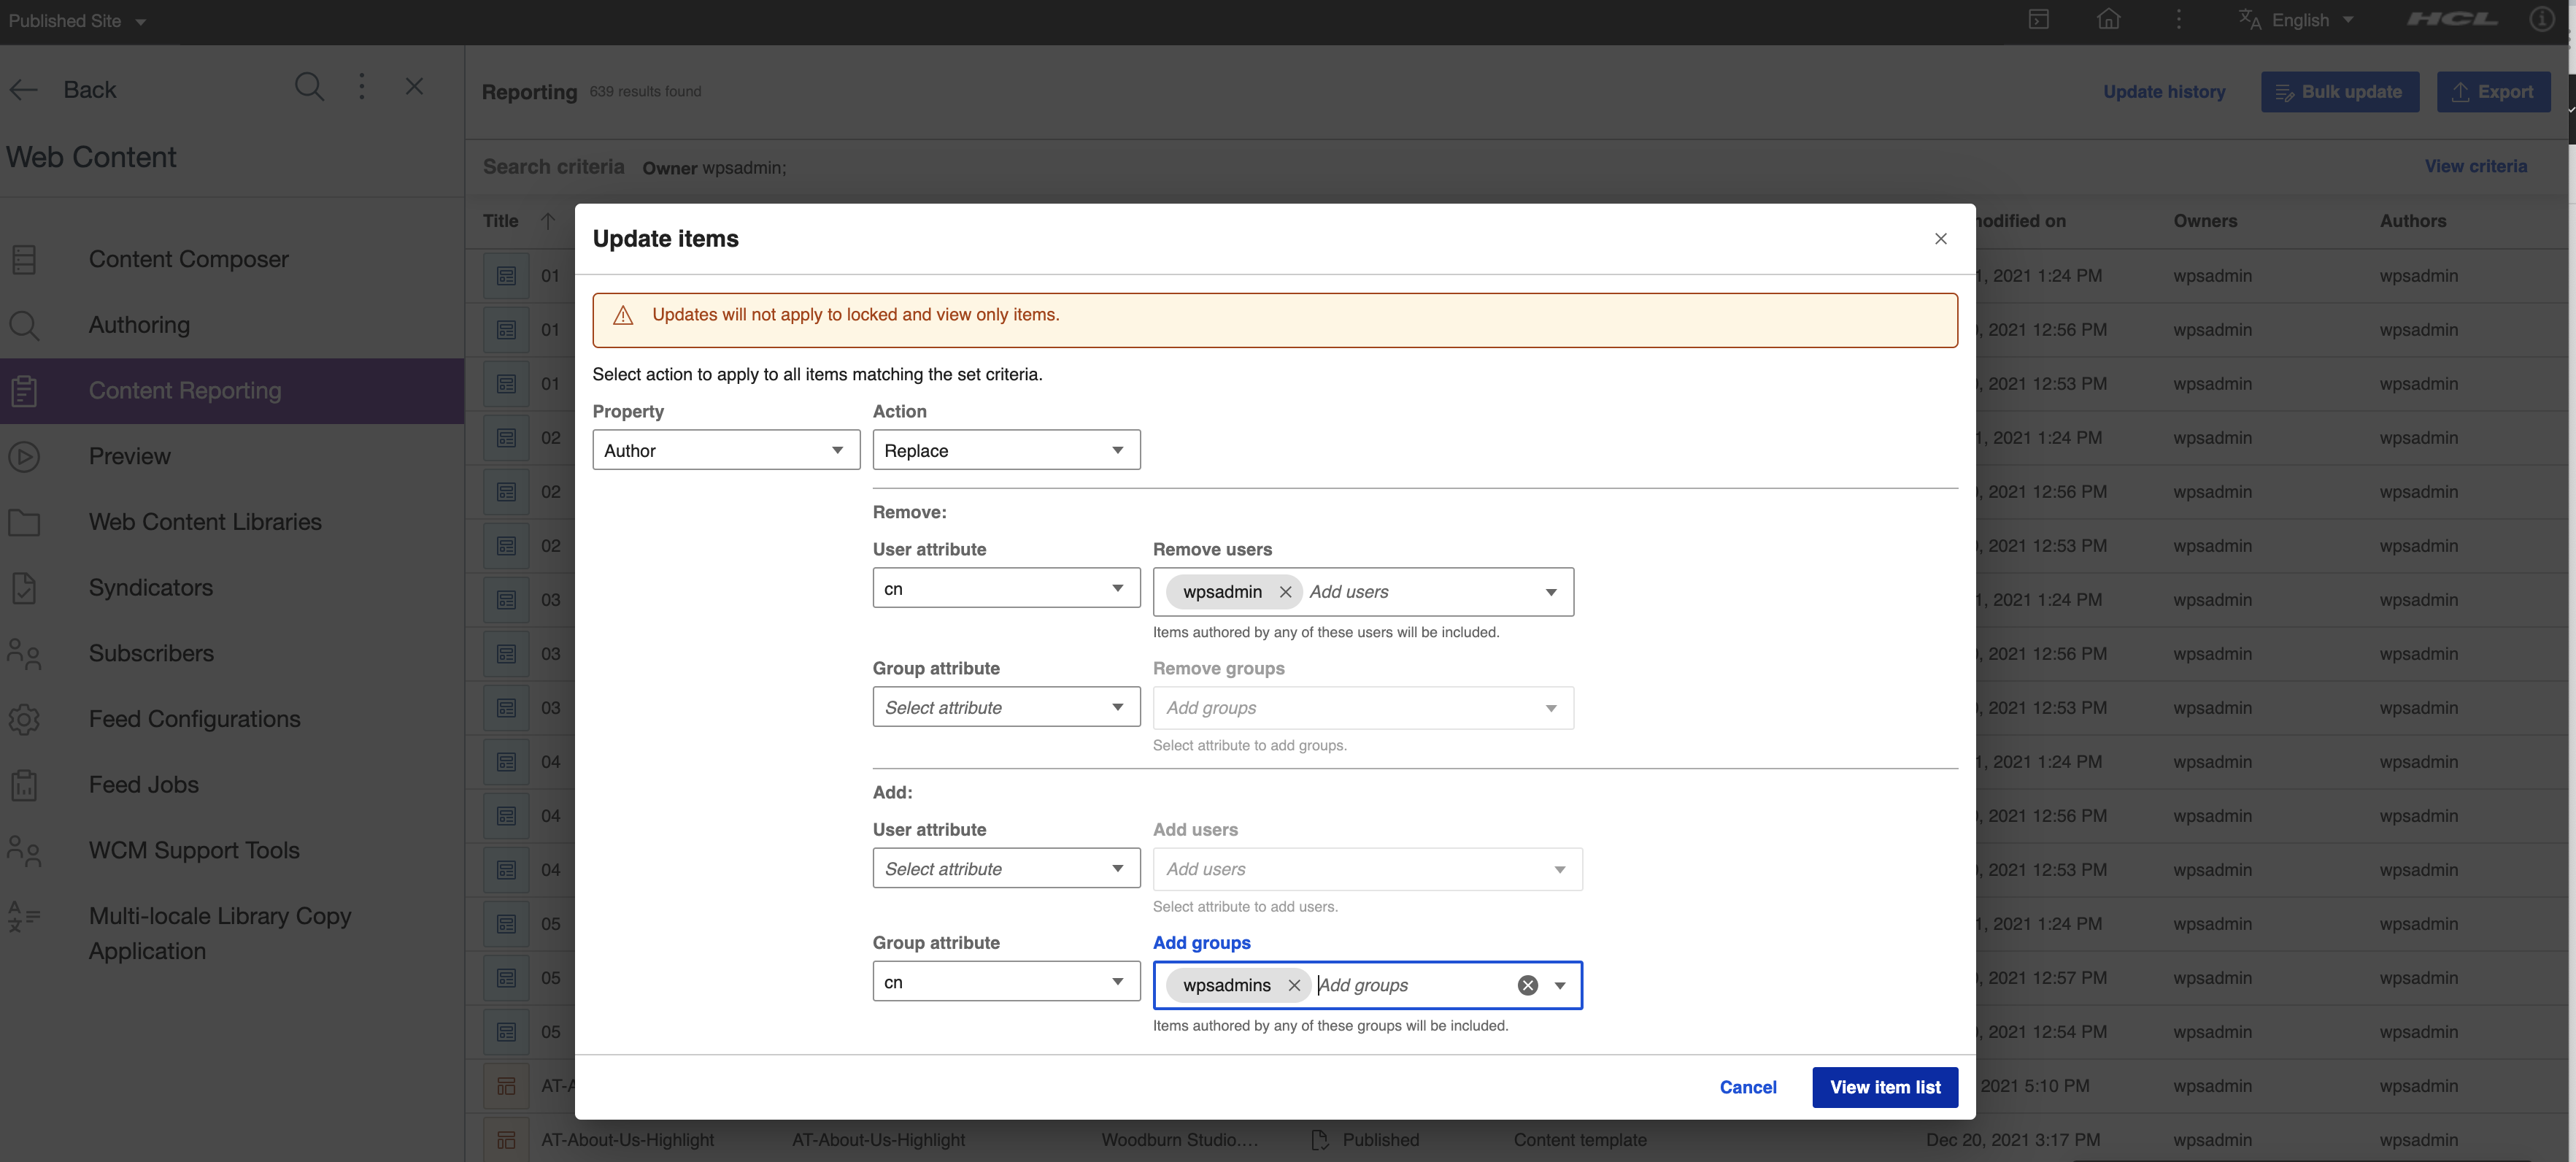 Published Site
English
HCL
Back
Web Content
Content Composer
Authoring
Content Reporting
Preview
Web Content Libraries
Syndicators
Subscribers
Feed Configurations
Feed Jobs
WCM Support Tools
Multi-locale Library Copy
Application
Reporting 639 results found
Update history
Bulk update
Export
Search criteria Owner wpsadmin;
View criteria
Title
modified on Owners Authors
01 1, 2021 1:24 PM wpsadmin wpsadmin
01 , 2021 12:56 PM wpsadmin wpsadmin
01 , 2021 12:53 PM wpsadmin wpsadmin
02 1, 2021 1:24 PM wpsadmin wpsadmin
02 , 2021 12:56 PM wpsadmin wpsadmin
02 , 2021 12:53 PM wpsadmin wpsadmin
03 1, 2021 1:24 PM wpsadmin wpsadmin
03 , 2021 12:56 PM wpsadmin wpsadmin
03 , 2021 12:53 PM wpsadmin wpsadmin
04 1, 2021 1:24 PM wpsadmin wpsadmin
04 , 2021 12:56 PM wpsadmin wpsadmin
04 , 2021 12:53 PM wpsadmin wpsadmin
05 1, 2021 1:24 PM wpsadmin wpsadmin
05 , 2021 12:57 PM wpsadmin wpsadmin
05 , 2021 12:54 PM wpsadmin wpsadmin
AT-A 2021 5:10 PM wpsadmin wpsadmin
AT-About-Us-Highlight AT-About-Us-Highlight Woodburn Studio.... Published Content template Dec 20, 2021 3:17 PM wpsadmin wpsadmin
Update items
Updates will not apply to locked and view only items.
Select action to apply to all items matching the set criteria.
Property Action
Author Replace
Remove:
User attribute Remove users
cn wpsadmin Add users
Items authored by any of these users will be included.
Group attribute Remove groups
Select attribute Add groups
Select attribute to add groups.
Add:
User attribute Add users
Select attribute Add users
Select attribute to add users.
Group attribute Add groups
cn wpsadmins Add groups
Items authored by any of these groups will be included.
Cancel View item list